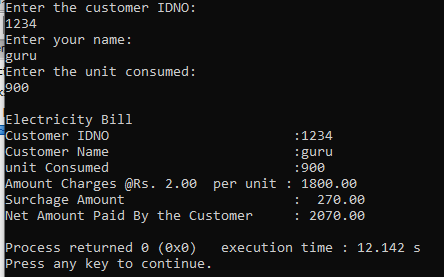 Enter the customer IDNO:
1234
Enter your name:
guru
Enter the unit consumed:
900
Electricity Bill
Customer IDNO                       :1234
Customer Name                       :guru
unit Consumed                       :900
Amount Charges @Rs. 2.00  per unit : 1800.00
Surchage Amount                     :  270.00
Net Amount Paid By the Customer     : 2070.00
Process returned 0 (0x0)   execution time : 12.142 s
Press any key to continue.